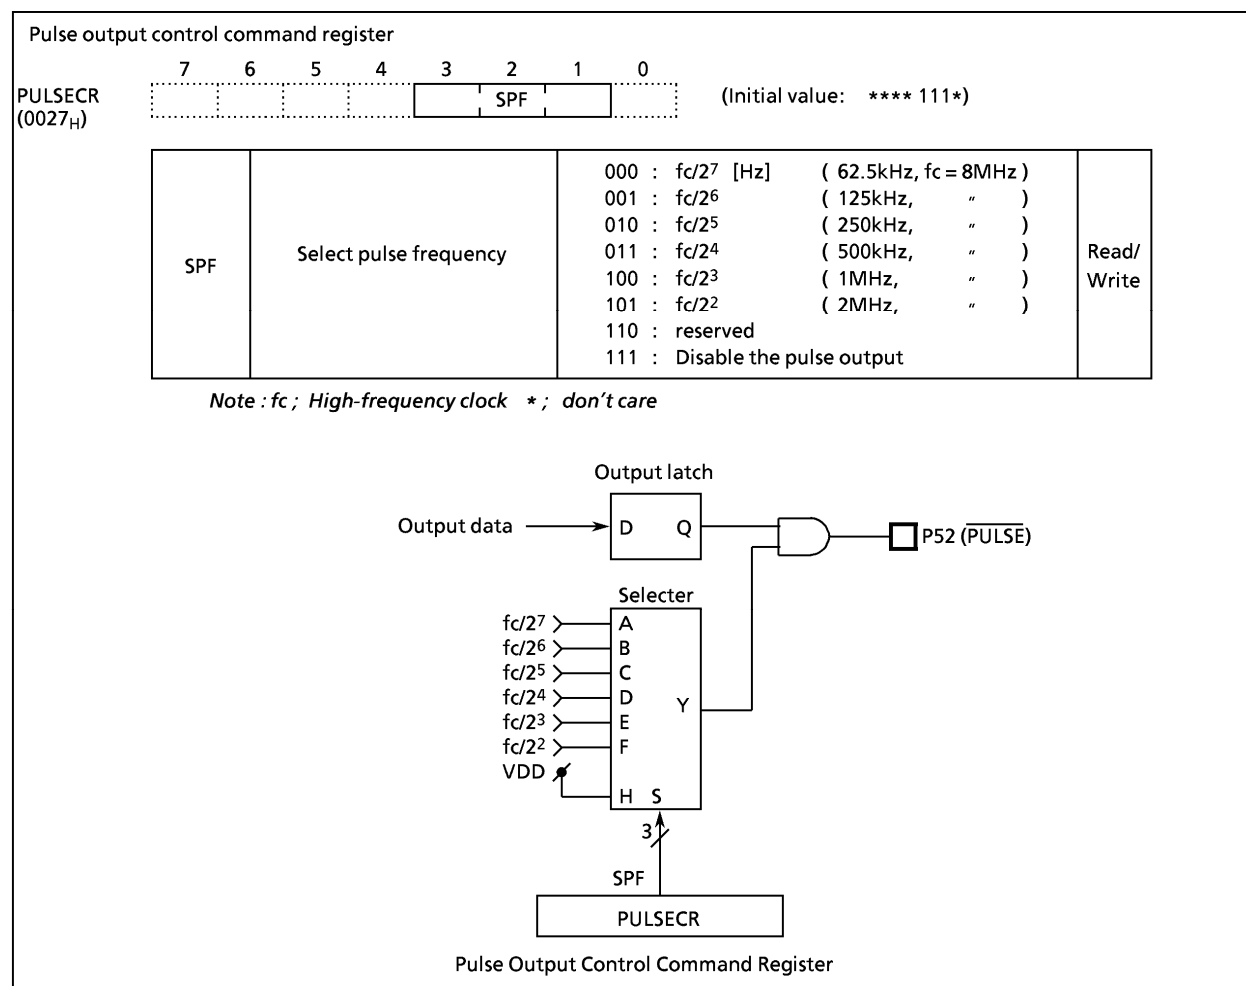 Pulse output control command register
7 6 5 4 3 2 1 0
PULSECR SPF (Initial value: **** 111*)
(0027H)
000 : fc/2⁷ [Hz] ( 62.5kHz, fc = 8MHz )
001 : fc/2⁶ ( 125kHz, 〃 )
010 : fc/2⁵ ( 250kHz, 〃 )
011 : fc/2⁴ ( 500kHz, 〃 )
SPF Select pulse frequency Read/
Write
100 : fc/2³ ( 1MHz, 〃 )
101 : fc/2² ( 2MHz, 〃 )
110 : reserved
111 : Disable the pulse output
Note : fc ; High-frequency clock * ; don't care
Output latch
Output data D Q P52 (PULSE)
Selecter
fc/2⁷ A
fc/2⁶ B
fc/2⁵ C
fc/2⁴ D
Y
fc/2³ E
fc/2² F
VDD
H S
3
SPF
PULSECR
Pulse Output Control Command Register